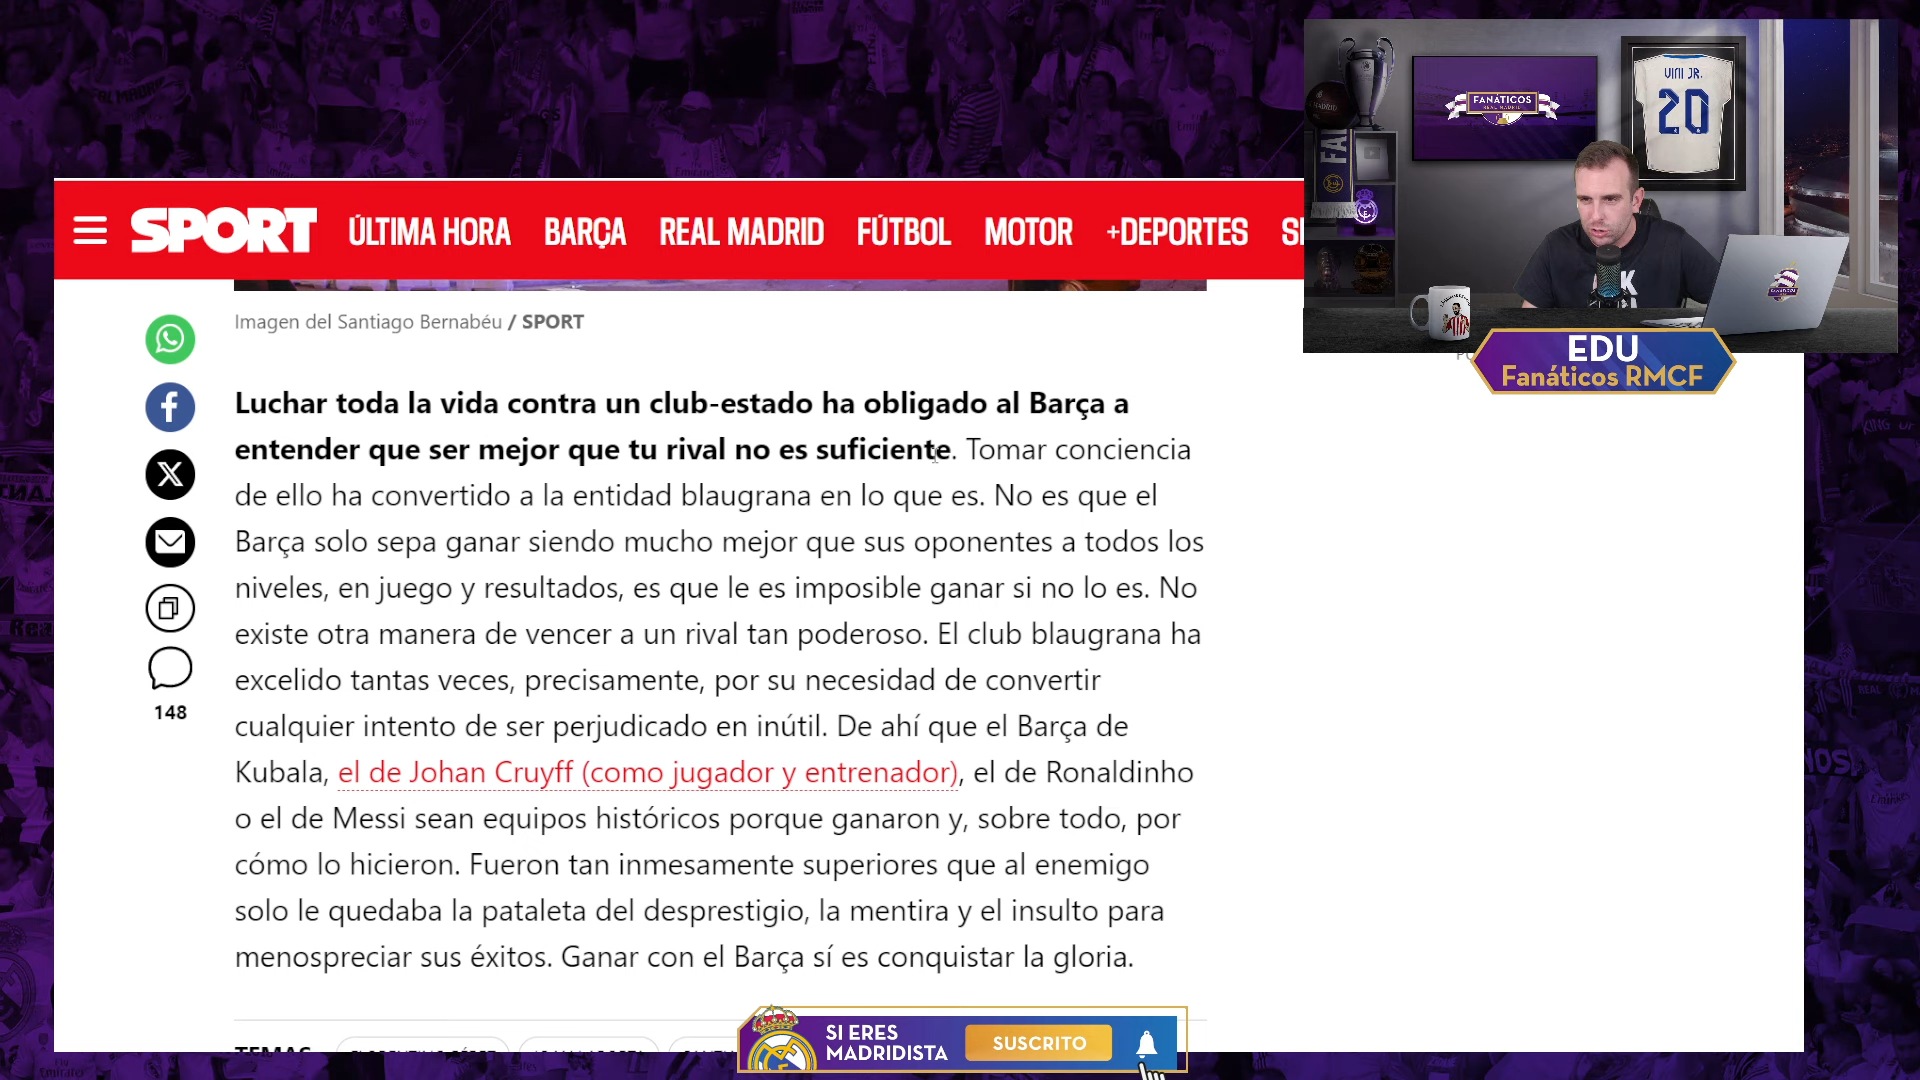 SPORT
ÚLTIMA HORA
BARÇA
REAL MADRID
FÚTBOL
MOTOR
+DEPORTES
FANÁTICOS
REAL MADRID
VINI JR.
20
EDU
Fanáticos RMCF
Imagen del Santiago Bernabéu / SPORT
Luchar toda la vida contra un club-estado ha obligado al Barça a
entender que ser mejor que tu rival no es suficiente. Tomar conciencia
de ello ha convertido a la entidad blaugrana en lo que es. No es que el
Barça solo sepa ganar siendo mucho mejor que sus oponentes a todos los
niveles, en juego y resultados, es que le es imposible ganar si no lo es. No
existe otra manera de vencer a un rival tan poderoso. El club blaugrana ha
excelido tantas veces, precisamente, por su necesidad de convertir
cualquier intento de ser perjudicado en inútil. De ahí que el Barça de
Kubala, el de Johan Cruyff (como jugador y entrenador), el de Ronaldinho
o el de Messi sean equipos históricos porque ganaron y, sobre todo, por
cómo lo hicieron. Fueron tan inmesamente superiores que al enemigo
solo le quedaba la pataleta del desprestigio, la mentira y el insulto para
menospreciar sus éxitos. Ganar con el Barça sí es conquistar la gloria.
148
TEMAS
SI ERES
MADRIDISTA
SUSCRITO